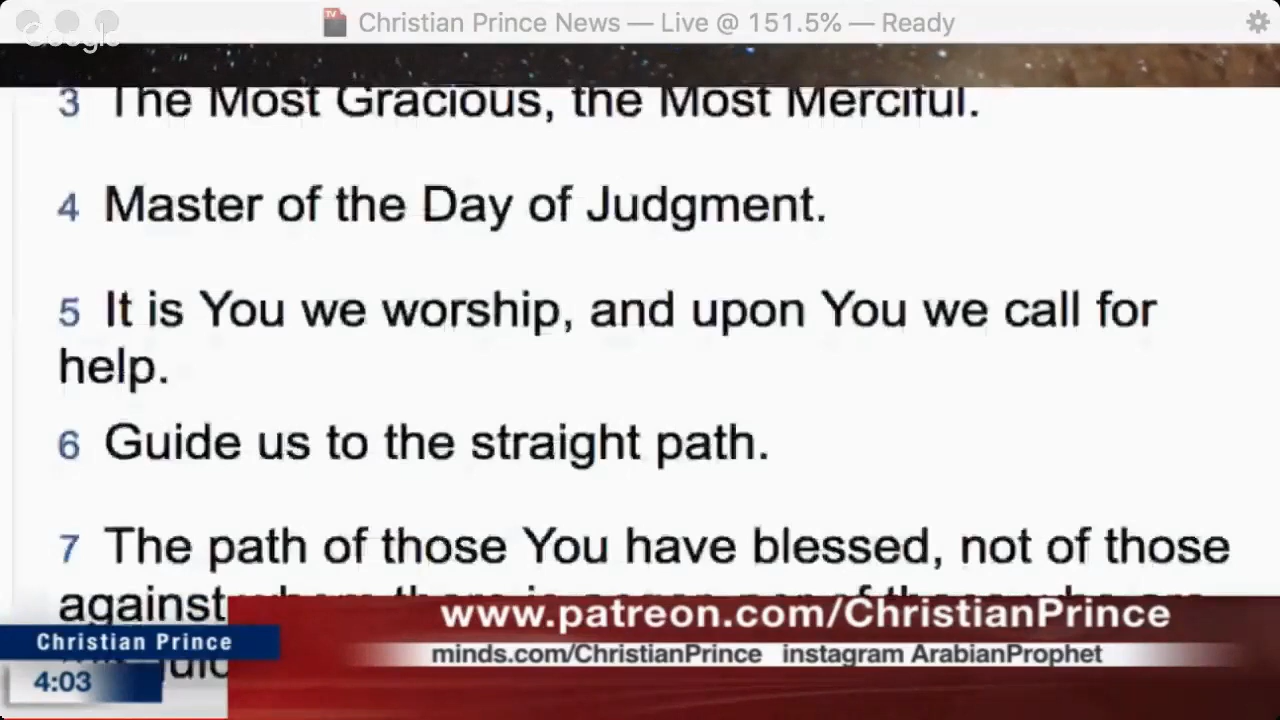 Christian Prince News — Live @ 151.5% — Ready
Google
3 The Most Gracious, the Most Merciful.
4 Master of the Day of Judgment.
5 It is You we worship, and upon You we call for
help.
6 Guide us to the straight path.
7 The path of those You have blessed, not of those
against
www.patreon.com/ChristianPrince
Christian Prince
minds.com/ChristianPrince instagram ArabianProphet
4:03